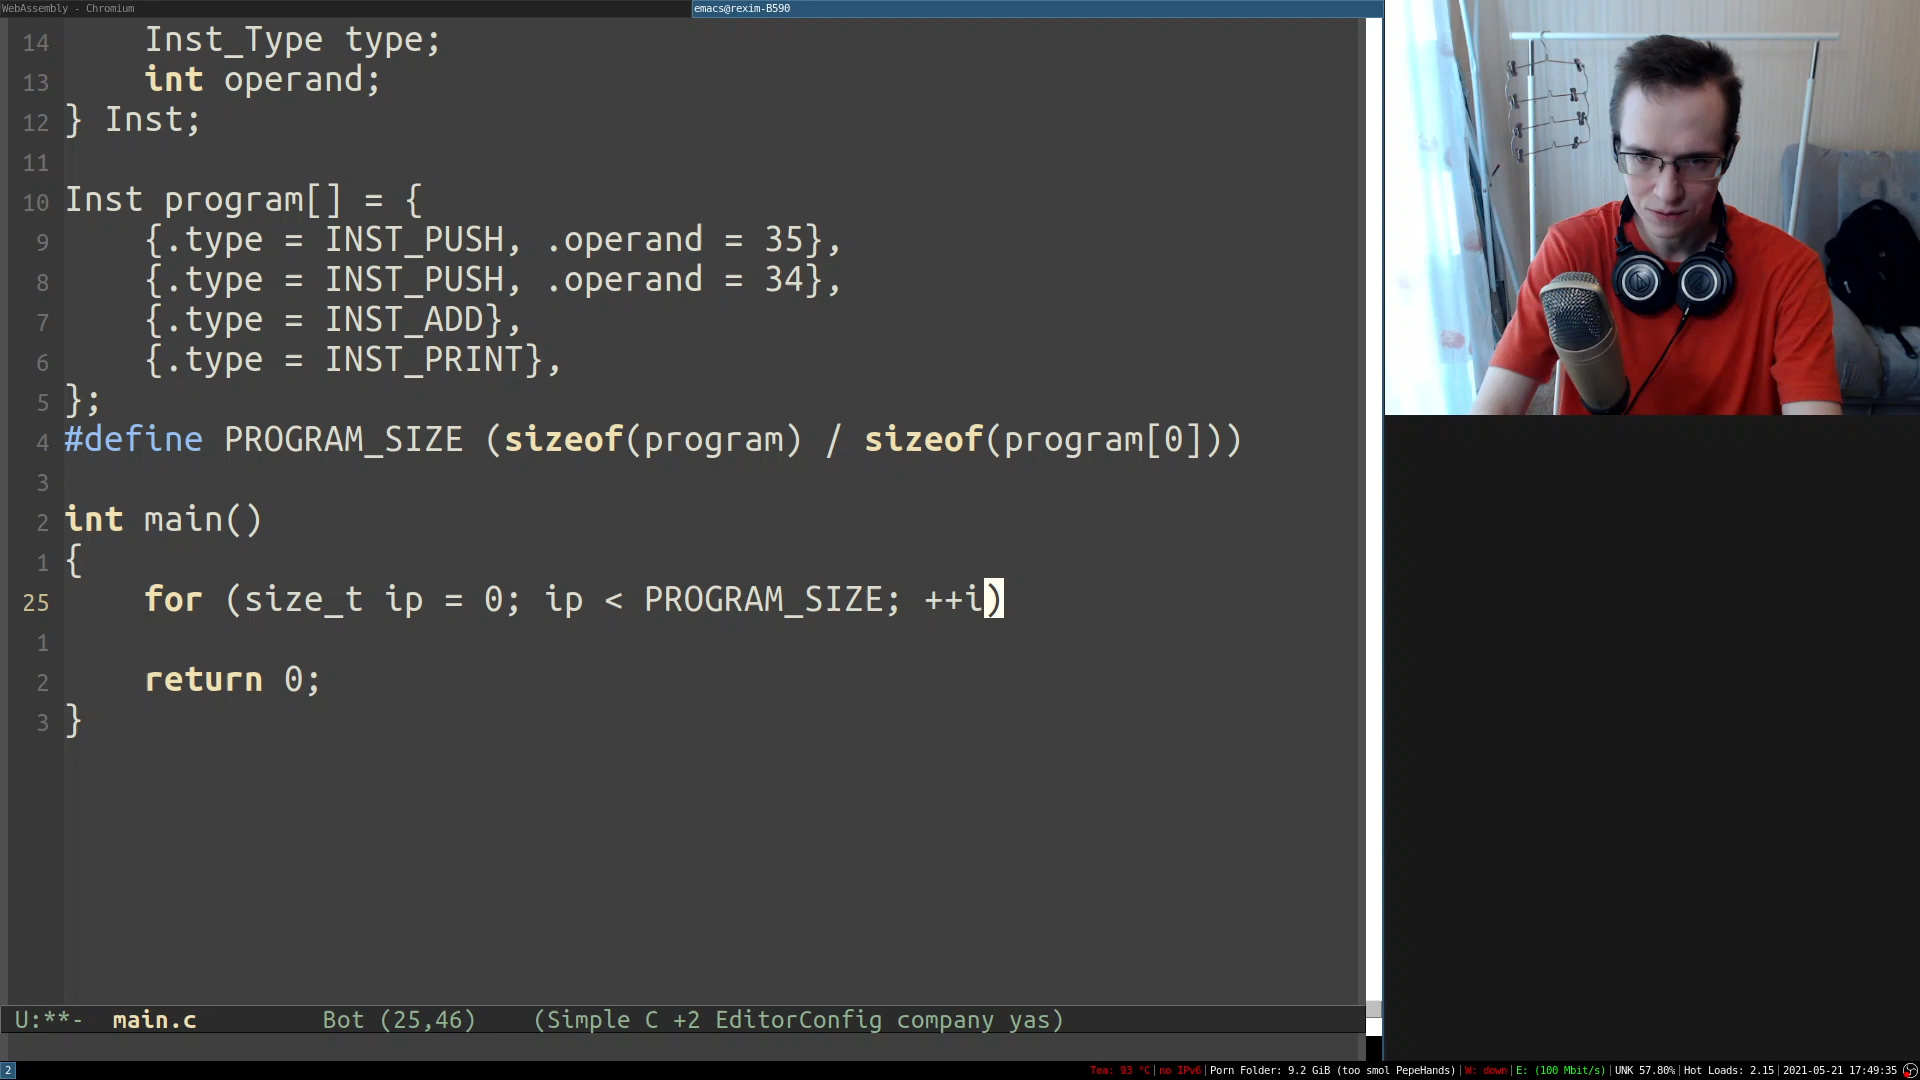 WebAssembly - Chromium
emacs@rexim-B590
14 Inst_Type type;
13 int operand;
12 } Inst;
11
10 Inst program[] = {
9 {.type = INST_PUSH, .operand = 35},
8 {.type = INST_PUSH, .operand = 34},
7 {.type = INST_ADD},
6 {.type = INST_PRINT},
5 };
4 #define PROGRAM_SIZE (sizeof(program) / sizeof(program[0]))
3
2 int main()
1 {
25 for (size_t ip = 0; ip < PROGRAM_SIZE; ++i)
1
2 return 0;
3 }
U:**- main.c Bot (25,46) (Simple C +2 EditorConfig company yas)
2 Tea: 93 °C|no IPv6|Porn Folder: 9.2 GiB (too smol PepeHands)|W: down|E: (100 Mbit/s)|UNK 57.80%|Hot Loads: 2.15|2021-05-21 17:49:35